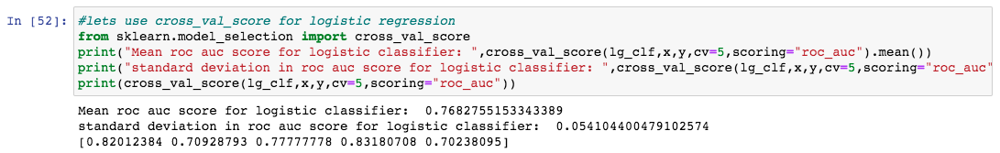 In [52]: #lets use cross_val_score for logistic regression
from sklearn.model_selection import cross_val_score
print("Mean roc auc score for logistic classifier: ",cross_val_score(lg_clf,x,y,cv=5,scoring="roc_auc").mean())
print("standard deviation in roc auc score for logistic classifier: ",cross_val_score(lg_clf,x,y,cv=5,scoring="roc_auc"
print(cross_val_score(lg_clf,x,y,cv=5,scoring="roc_auc"))
Mean roc auc score for logistic classifier:  0.7682755153343389
standard deviation in roc auc score for logistic classifier:  0.054104400479102574
[0.82012384 0.70928793 0.77777778 0.83180708 0.70238095]